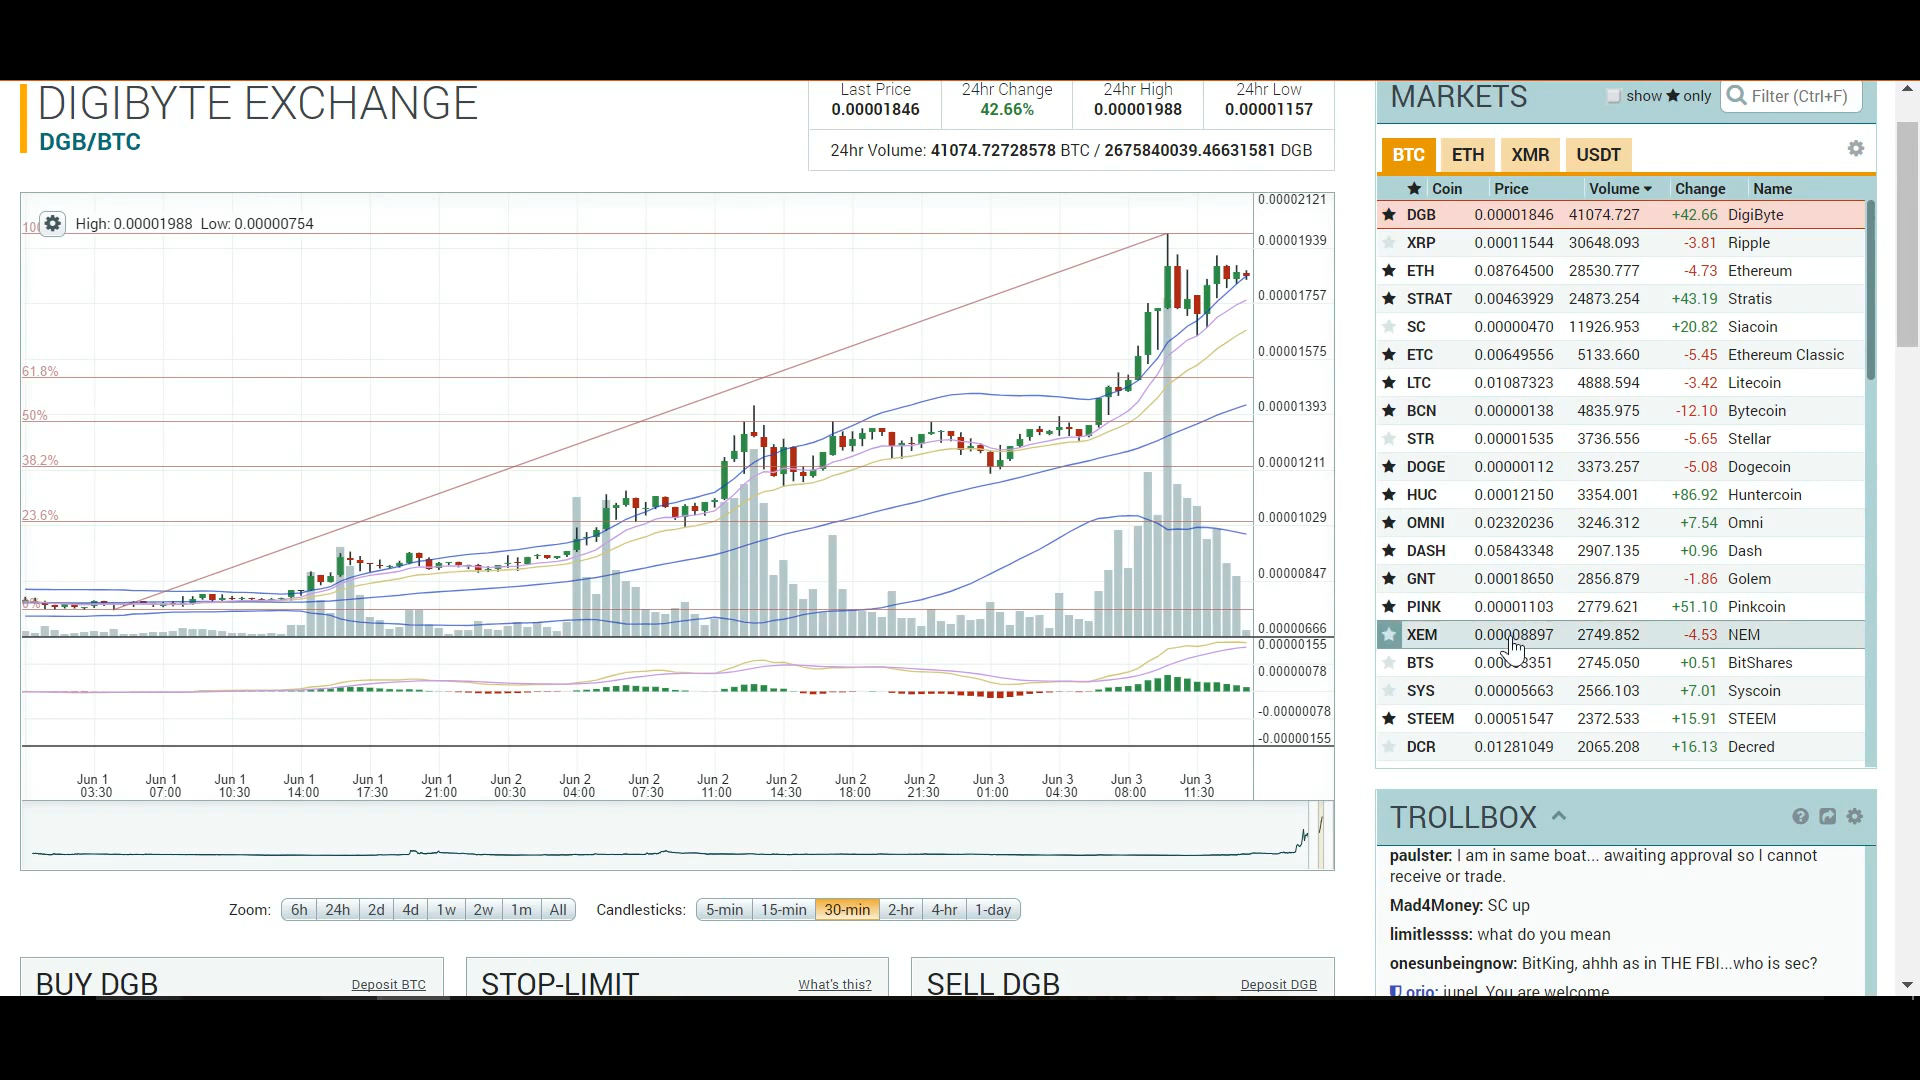 DIGIBYTE EXCHANGE
DGB/BTC
Last Price 24hr Change 24hr High 24hr Low
0.00001846 42.66% 0.00001988 0.00001157
24hr Volume: 41074.72728578 BTC / 2675840039.46631581 DGB
High: 0.00001988 Low: 0.00000754
61.8%
50%
38.2%
23.6%
0.00002121
0.00001939
0.00001757
0.00001575
0.00001393
0.00001211
0.00001029
0.00000847
0.00000666
0.00000155
0.00000078
-0.00000078
-0.00000155
Jun 1 Jun 1 Jun 1 Jun 1 Jun 1 Jun 1 Jun 2 Jun 2 Jun 2 Jun 2 Jun 2 Jun 2 Jun 2 Jun 3 Jun 3 Jun 3 Jun 3
03:30 07:00 10:30 14:00 17:30 21:00 00:30 04:00 07:30 11:00 14:30 18:00 21:30 01:00 04:30 08:00 11:30
Zoom: 6h 24h 2d 4d 1w 2w 1m All Candlesticks: 5-min 15-min 30-min 2-hr 4-hr 1-day
BUY DGB Deposit BTC
STOP-LIMIT What's this?
SELL DGB Deposit DGB
MARKETS show ★ only Filter (Ctrl+F)
BTC ETH XMR USDT
★ Coin Price Volume Change Name
DGB 0.00001846 41074.727 +42.66 DigiByte
XRP 0.00011544 30648.093 -3.81 Ripple
ETH 0.08764500 28530.777 -4.73 Ethereum
STRAT 0.00463929 24873.254 +43.19 Stratis
SC 0.00000470 11926.953 +20.82 Siacoin
ETC 0.00649556 5133.660 -5.45 Ethereum Classic
LTC 0.01087323 4888.594 -3.42 Litecoin
BCN 0.00000138 4835.975 -12.10 Bytecoin
STR 0.00001535 3736.556 -5.65 Stellar
DOGE 0.00000112 3373.257 -5.08 Dogecoin
HUC 0.00012150 3354.001 +86.92 Huntercoin
OMNI 0.02320236 3246.312 +7.54 Omni
DASH 0.05843348 2907.135 +0.96 Dash
GNT 0.00018650 2856.879 -1.86 Golem
PINK 0.00001103 2779.621 +51.10 Pinkcoin
XEM 0.00008897 2749.852 -4.53 NEM
BTS 2745.050 +0.51 BitShares
SYS 0.00005663 2566.103 +7.01 Syscoin
STEEM 0.00051547 2372.533 +15.91 STEEM
DCR 0.01281049 2065.208 +16.13 Decred
TROLLBOX
paulster: I am in same boat... awaiting approval so I cannot
receive or trade.
Mad4Money: SC up
limitlessss: what do you mean
onesunbeingnow: BitKing, ahhh as in THE FBI...who is sec?
orio: junel, You are welcome